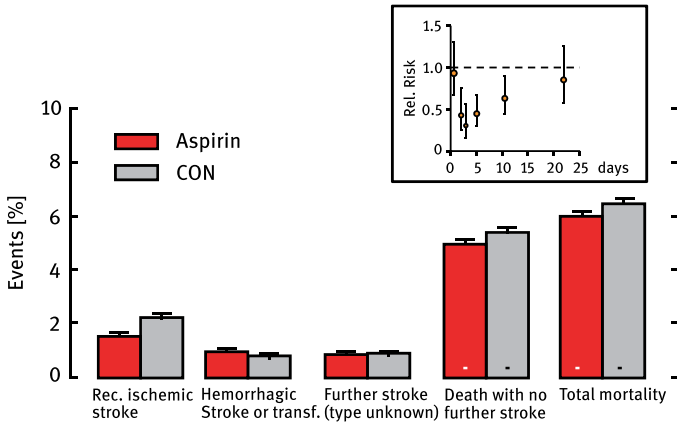 1.5
1.0
0.5
0
Rel. Risk
0 5 10 15 20 25 days
10
8
6
4
2
0
Events [%]
Aspirin
CON
Rec. ischemic
stroke
Hemorrhagic
Stroke or transf.
Further stroke
(type unknown)
Death with no
further stroke
Total mortality